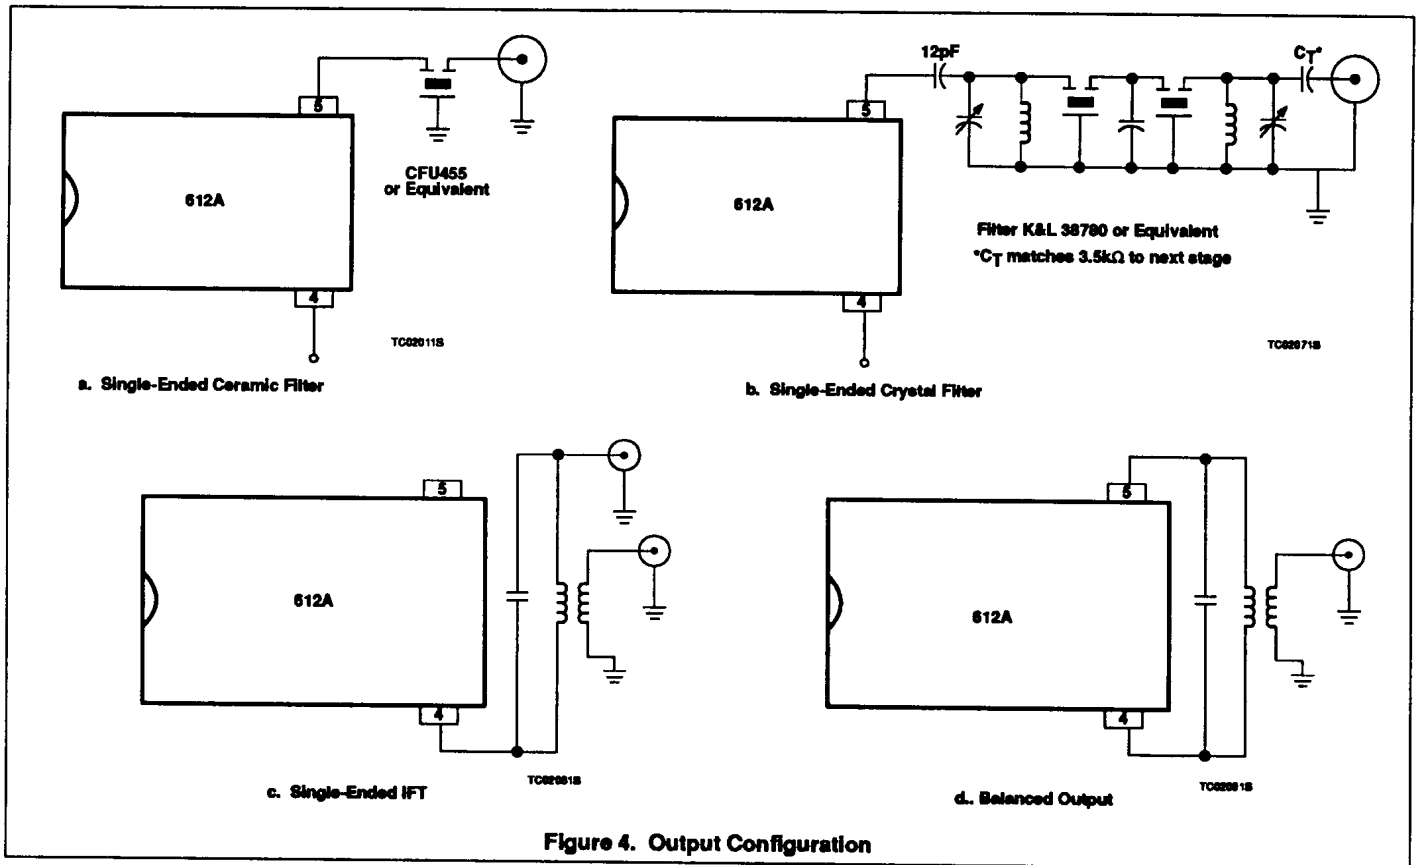 5
612A
4
CFU455
or Equivalent
TC02011S
a. Single-Ended Ceramic Filter
12pF
CT*
5
612A
4
Filter K&L 38780 or Equivalent
*CT matches 3.5kΩ to next stage
TC02071S
b. Single-Ended Crystal Filter
5
612A
4
TC02081S
c. Single-Ended IFT
5
612A
4
TC02091S
d.. Balanced Output
Figure 4. Output Configuration